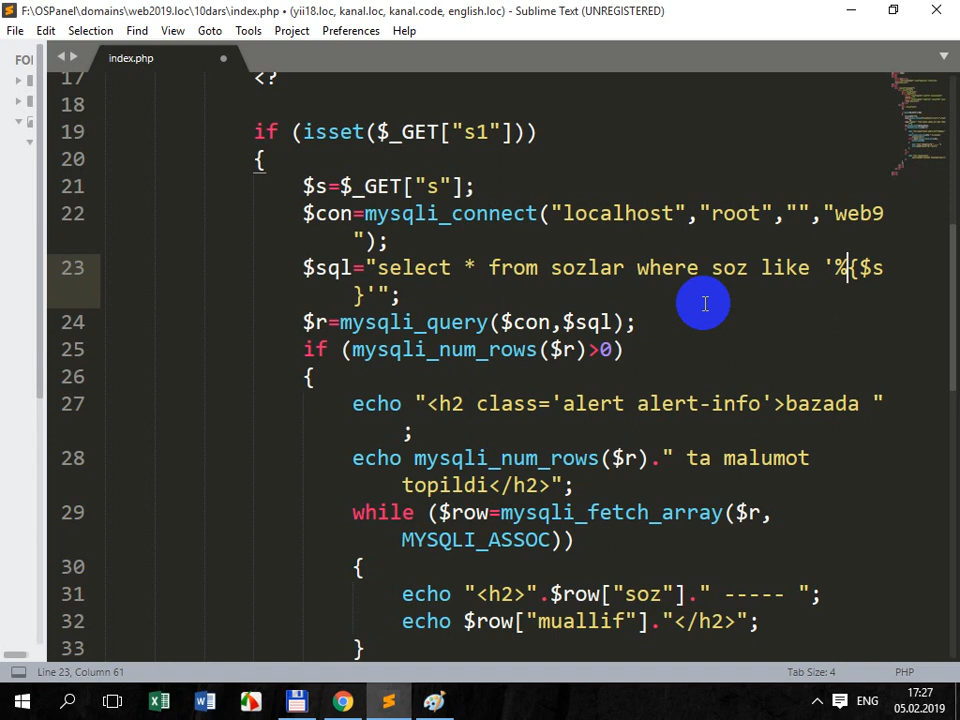 F:\OSPanel\domains\web2019.loc\10dars\index.php • (yii18.loc, kanal.loc, kanal.code, english.loc) - Sublime Text (UNREGISTERED)
File Edit Selection Find View Goto Tools Project Preferences Help
FOI
index.php
17 <?
18
19 if (isset($_GET["s1"]))
20 {
21 $s=$_GET["s"];
22 $con=mysqli_connect("localhost","root","","web9
");
23 $sql="select * from sozlar where soz like '%{$s
}'";
24 $r=mysqli_query($con,$sql);
25 if (mysqli_num_rows($r)>0)
26 {
27 echo "<h2 class='alert alert-info'>bazada "
;
28 echo mysqli_num_rows($r)." ta malumot
topildi</h2>";
29 while ($row=mysqli_fetch_array($r,
MYSQLI_ASSOC))
30 {
31 echo "<h2>".$row["soz"]." ----- ";
32 echo $row["muallif"]."</h2>";
33 }
Line 23, Column 61
Tab Size: 4
PHP
ENG
17:27
05.02.2019